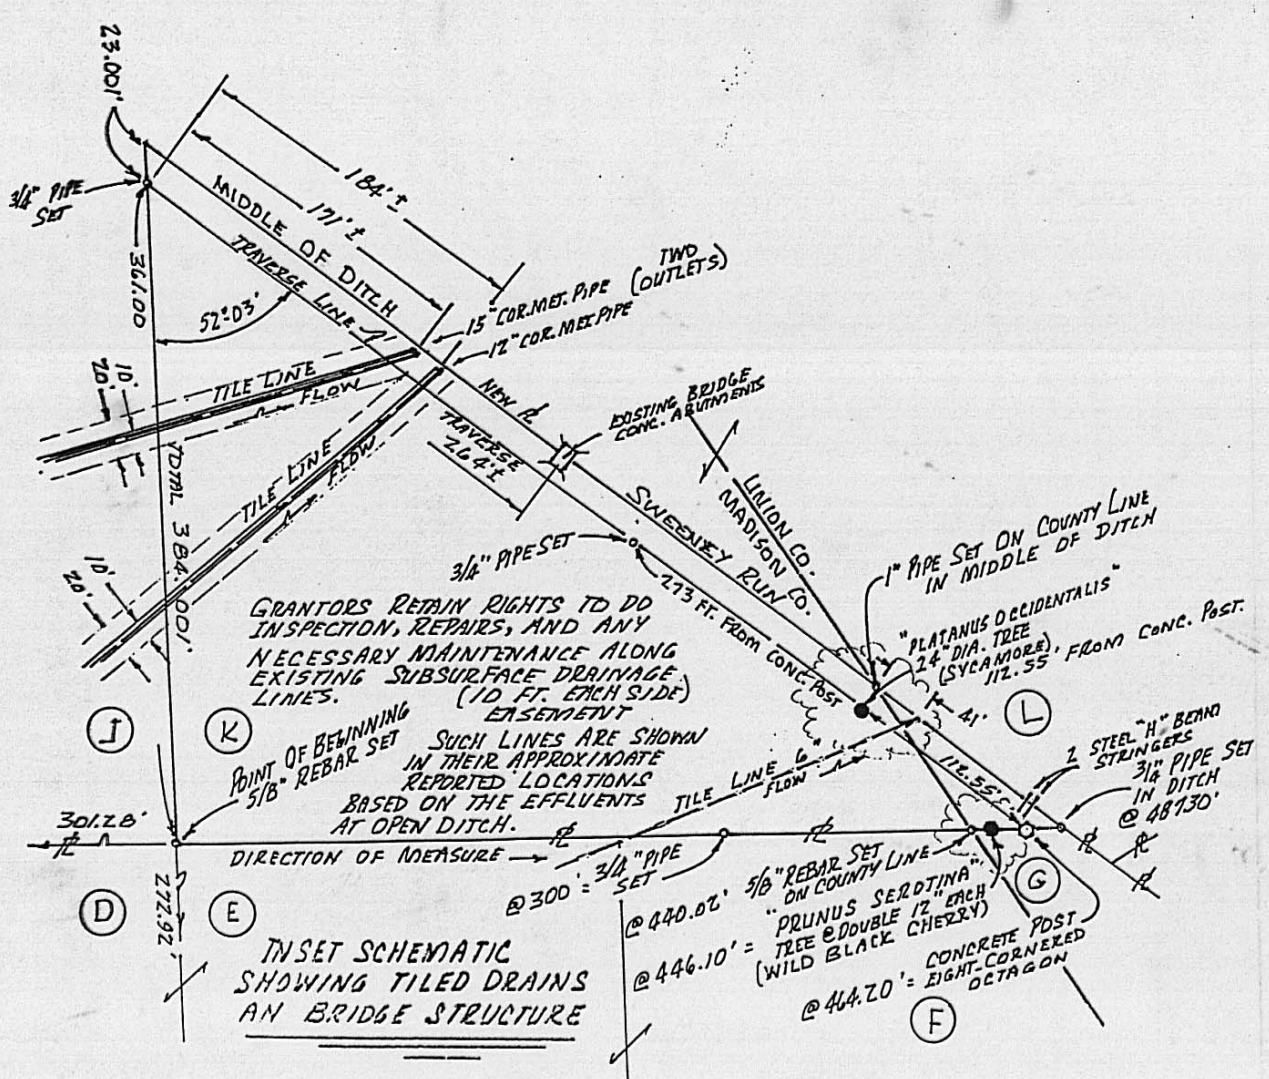 23.001'
3/4" PIPE
SET
361.00
184' ±
171' ±
MIDDLE OF DITCH
TRAVERSE LINE
52°03'
15" COR. MET. PIPE (TWO OUTLETS)
12" COR. MET. PIPE
10'
20'
TILE LINE
FLOW
TILE LINE
FLOW
10'
20'
TOTAL 384.001'
NEW ⅊
TRAVERSE
264' ±
EXISTING BRIDGE
CONC. ABUTMENTS
UNION CO.
MADISON CO.
SWEENEY RUN
3/4" PIPE SET
273 FT. FROM CONC. POST
1" PIPE SET ON COUNTY LINE
IN MIDDLE OF DITCH
"PLATANUS OCCIDENTALIS"
24" DIA. TREE
(SYCAMORE)
112.55 FROM CONC. POST.
41'
L
GRANTORS RETAIN RIGHTS TO DO
INSPECTION, REPAIRS, AND ANY
NECESSARY MAINTENANCE ALONG
EXISTING SUBSURFACE DRAINAGE
LINES. (10 FT. EACH SIDE)
EASEMENT
SUCH LINES ARE SHOWN
IN THEIR APPROXIMATE
REPORTED LOCATIONS
BASED ON THE EFFLUENTS
AT OPEN DITCH.
J
K
POINT OF BEGINNING
5/8" REBAR SET
TILE LINE 6"
FLOW
112.55'
2 STEEL "H" BEAM
STRINGERS
3/4" PIPE SET
IN DITCH
@ 487.30'
301.28'
⅊
⅊
⅊
⅊
⅊
⅊
DIRECTION OF MEASURE
@ 300' = 3/4" PIPE
SET
D
E
272.92'
@ 440.02' 5/8" REBAR SET
ON COUNTY LINE
@ 446.10' = "PRUNUS SEROTINA"
TREE @ DOUBLE 12" EACH
(WILD BLACK CHERRY)
G
@ 464.20' = CONCRETE POST
EIGHT-CORNERED
OCTAGON
F
INSET SCHEMATIC
SHOWING TILED DRAINS
AN BRIDGE STRUCTURE